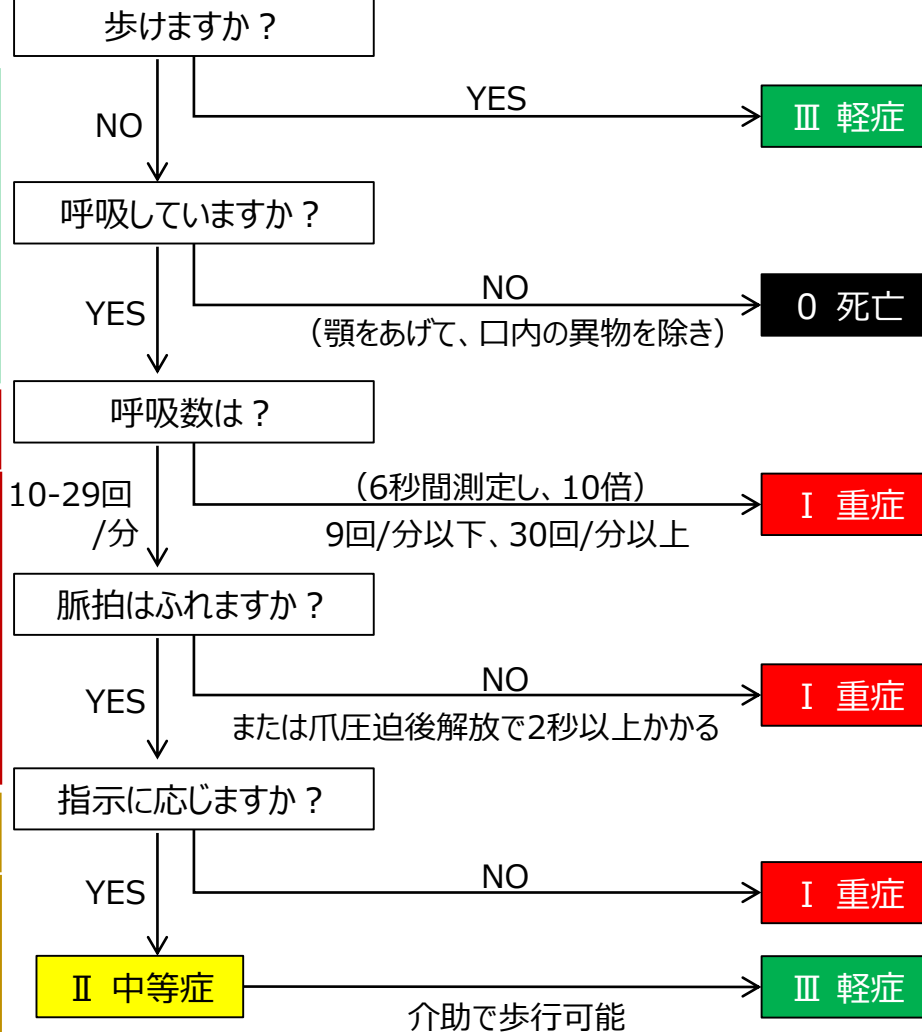 歩けますか？
YES
Ⅲ 軽症
NO
呼吸していますか？
NO
0 死亡
YES
（顎をあげて、口内の異物を除き）
呼吸数は？
10-29回
/分
（6秒間測定し、10倍）
9回/分以下、30回/分以上
Ⅰ 重症
脈拍はふれますか？
NO
Ⅰ 重症
YES
または爪圧迫後解放で2秒以上かかる
指示に応じますか？
NO
Ⅰ 重症
YES
Ⅱ 中等症
Ⅲ 軽症
介助で歩行可能